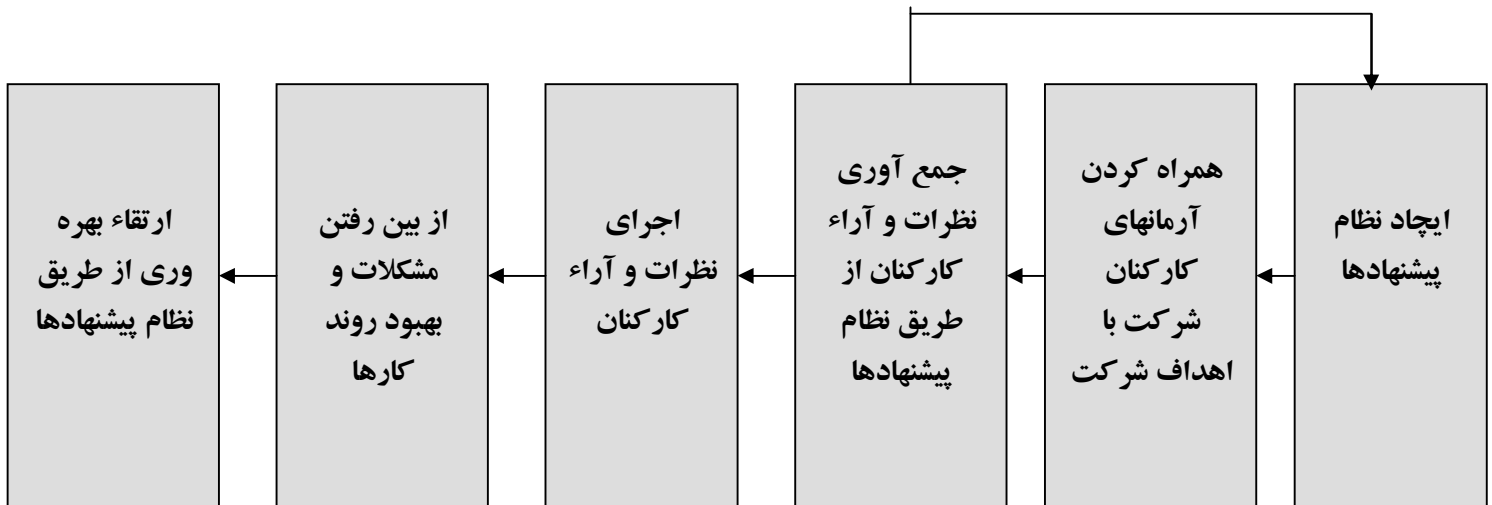 ایچاد نظام
پیشنهادها
همراه کردن
آرمانهای
کارکنان
شرکت با
اهداف شرکت
جمع آوری
نظرات و آراء
کارکنان از
طریق نظام
پیشنهادها
اجرای
نظرات و آراء
کارکنان
از بین رفتن
مشکلات و
بهبود روند
کارها
ارتقاء بهره
وری از طریق
نظام پیشنهادها